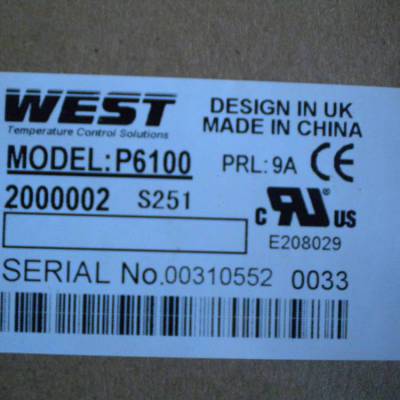 WEST
Temperature Control Solutions
DESIGN IN UK
MADE IN CHINA
MODEL:P6100
PRL:9A CE
2000002 S251
c RU US
E208029
SERIAL No.00310552 0033